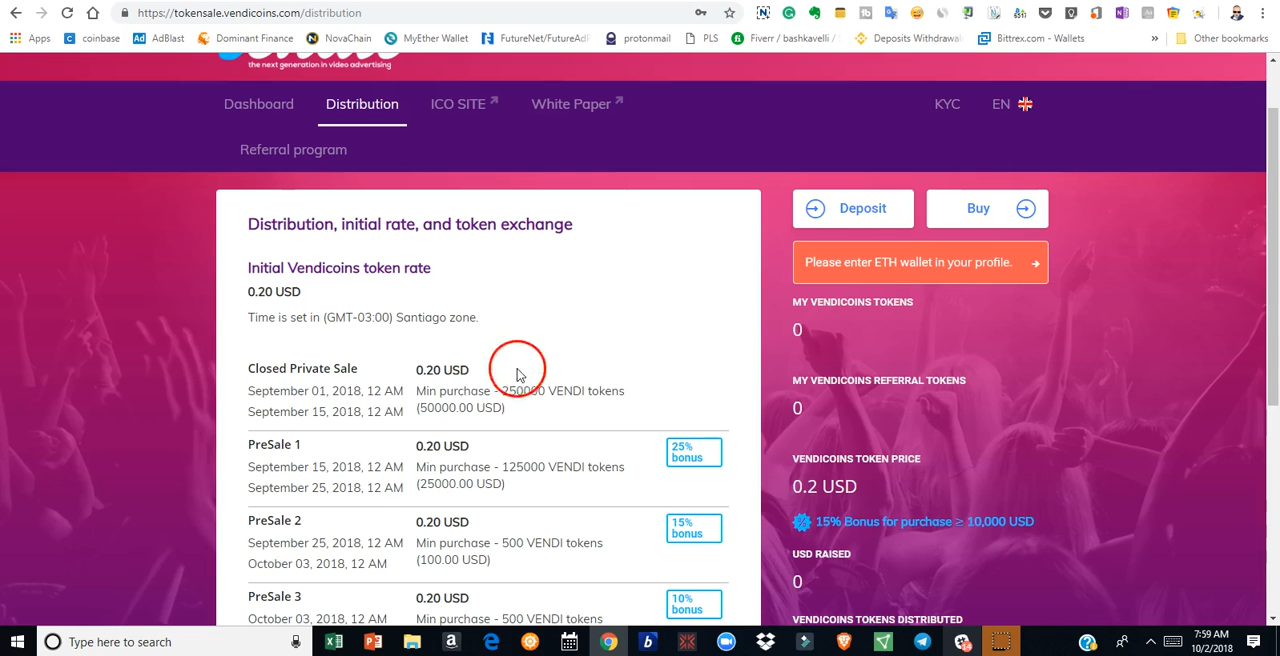 https://tokensale.vendicoins.com/distribution
Apps coinbase AdBlast Dominant Finance NovaChain MyEther Wallet FutureNet/FutureAd protonmail PLS Fiverr / bashkavelli / Deposits Withdrawa Bittrex.com - Wallets » Other bookmarks
the next generation in video advertising
Dashboard Distribution ICO SITE White Paper KYC EN
Referral program
Distribution, initial rate, and token exchange
Initial Vendicoins token rate
0.20 USD
Time is set in (GMT-03:00) Santiago zone.
Closed Private Sale 0.20 USD
September 01, 2018, 12 AM Min purchase - 250000 VENDI tokens
September 15, 2018, 12 AM (50000.00 USD)
PreSale 1 0.20 USD 25% bonus
September 15, 2018, 12 AM Min purchase - 125000 VENDI tokens
September 25, 2018, 12 AM (25000.00 USD)
PreSale 2 0.20 USD 15% bonus
September 25, 2018, 12 AM Min purchase - 500 VENDI tokens
October 03, 2018, 12 AM (100.00 USD)
PreSale 3 0.20 USD 10% bonus
October 03, 2018, 12 AM Min purchase - 500 VENDI tokens
Deposit Buy
Please enter ETH wallet in your profile.
MY VENDICOINS TOKENS
0
MY VENDICOINS REFERRAL TOKENS
0
VENDICOINS TOKEN PRICE
0.2 USD
15% Bonus for purchase ≥ 10,000 USD
USD RAISED
0
VENDICOINS TOKENS DISTRIBUTED
Type here to search
7:59 AM
10/2/2018